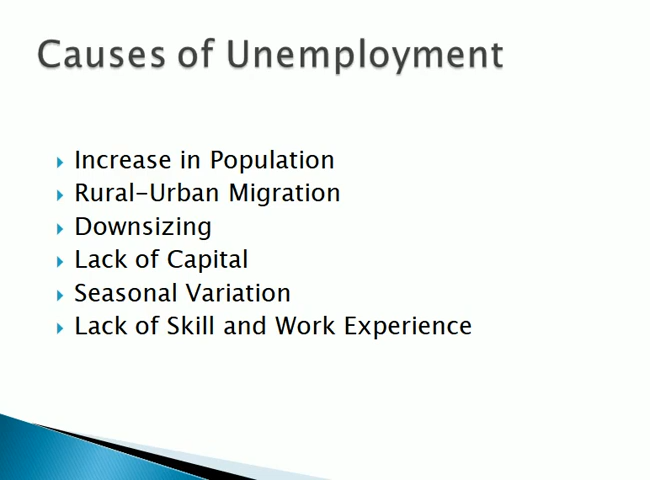 Causes of Unemployment
Increase in Population
Rural-Urban Migration
Downsizing
Lack of Capital
Seasonal Variation
Lack of Skill and Work Experience